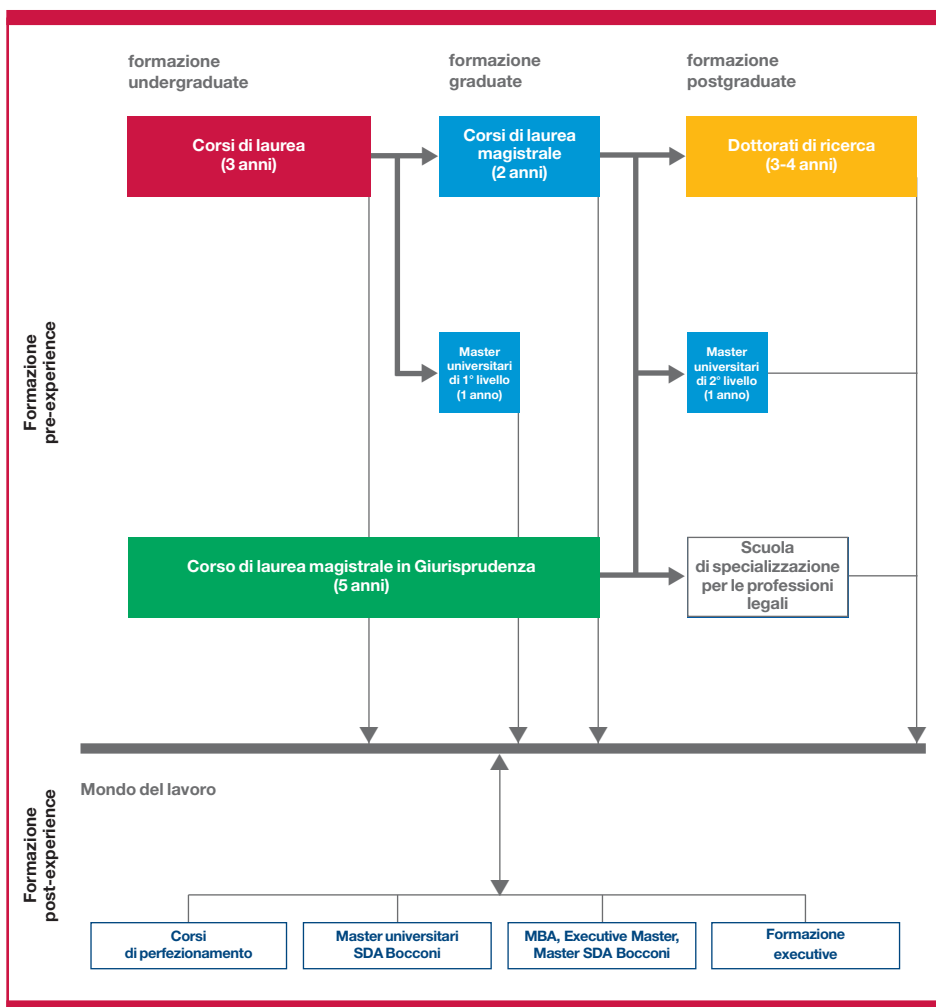 formazione
undergraduate
formazione
graduate
formazione
postgraduate
Corsi di laurea
(3 anni)
Corsi di laurea
magistrale
(2 anni)
Dottorati di ricerca
(3-4 anni)
Formazione
pre-experience
Master
universitari
di 1° livello
(1 anno)
Master
universitari
di 2° livello
(1 anno)
Corso di laurea magistrale in Giurisprudenza
(5 anni)
Scuola
di specializzazione
per le professioni
legali
Mondo del lavoro
Formazione
post-experience
Corsi
di perfezionamento
Master universitari
SDA Bocconi
MBA, Executive Master,
Master SDA Bocconi
Formazione
executive